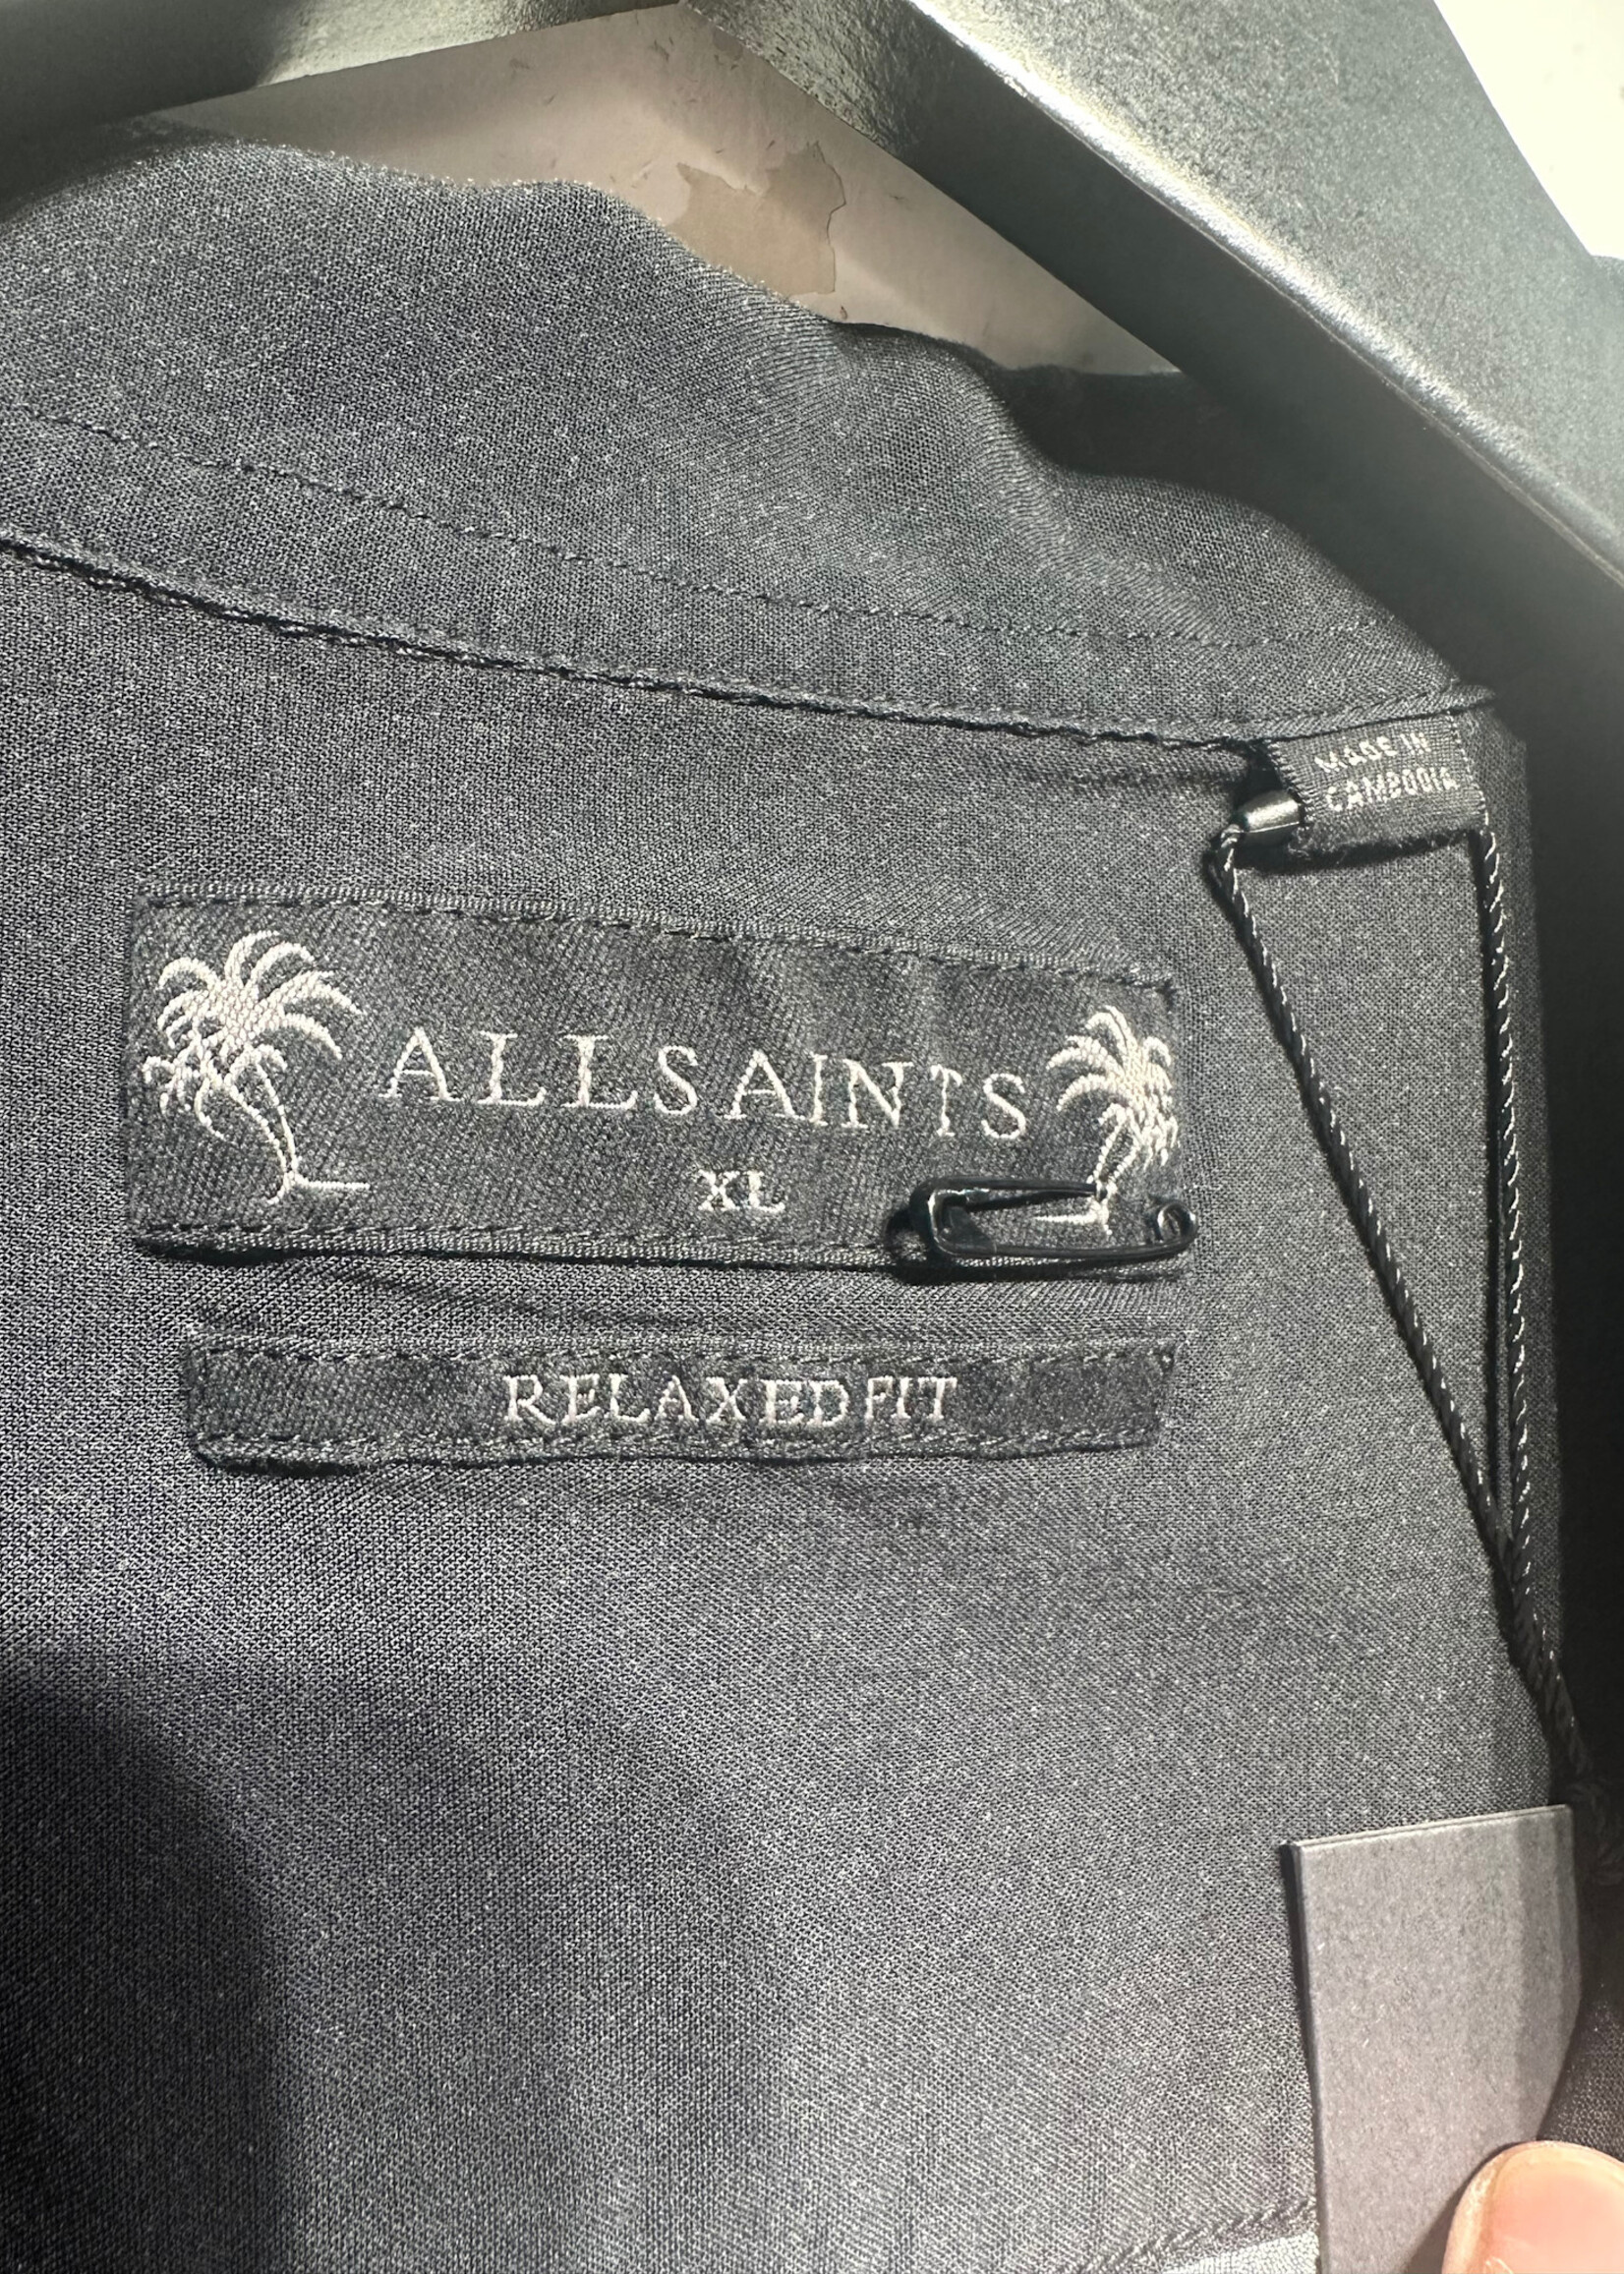 MADE IN
CAMBODIA
ALLSAINTS
XL
RELAXED FIT